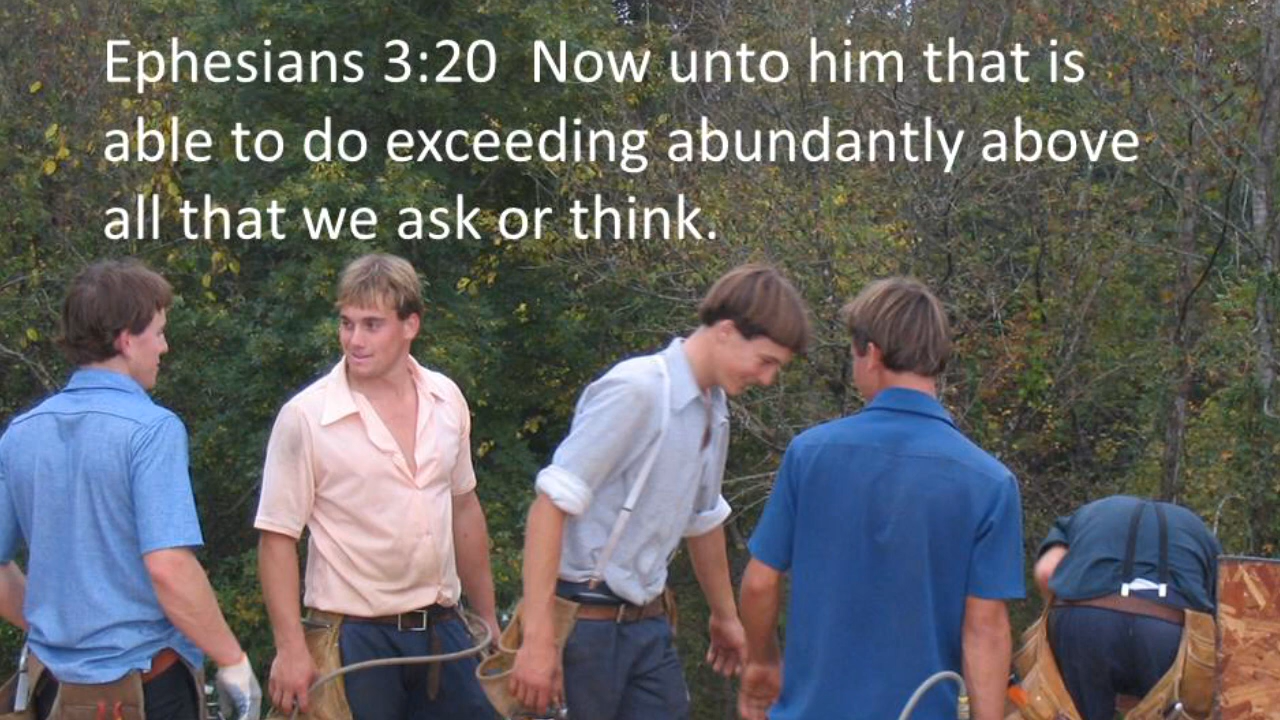 Ephesians 3:20  Now unto him that is
able to do exceeding abundantly above
all that we ask or think.